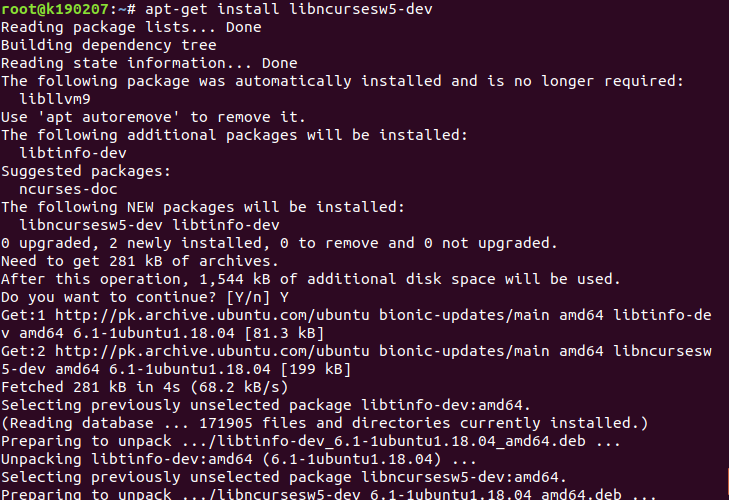 root@k190207:~# apt-get install libncursesw5-dev
Reading package lists... Done
Building dependency tree
Reading state information... Done
The following package was automatically installed and is no longer required:
  libllvm9
Use 'apt autoremove' to remove it.
The following additional packages will be installed:
  libtinfo-dev
Suggested packages:
  ncurses-doc
The following NEW packages will be installed:
  libncursesw5-dev libtinfo-dev
0 upgraded, 2 newly installed, 0 to remove and 0 not upgraded.
Need to get 281 kB of archives.
After this operation, 1,544 kB of additional disk space will be used.
Do you want to continue? [Y/n] Y
Get:1 http://pk.archive.ubuntu.com/ubuntu bionic-updates/main amd64 libtinfo-de
v amd64 6.1-1ubuntu1.18.04 [81.3 kB]
Get:2 http://pk.archive.ubuntu.com/ubuntu bionic-updates/main amd64 libncursesw
5-dev amd64 6.1-1ubuntu1.18.04 [199 kB]
Fetched 281 kB in 4s (68.2 kB/s)
Selecting previously unselected package libtinfo-dev:amd64.
(Reading database ... 171905 files and directories currently installed.)
Preparing to unpack .../libtinfo-dev_6.1-1ubuntu1.18.04_amd64.deb ...
Unpacking libtinfo-dev:amd64 (6.1-1ubuntu1.18.04) ...
Selecting previously unselected package libncursesw5-dev:amd64.
Preparing to unpack .../libncursesw5-dev_6.1-1ubuntu1.18.04_amd64.deb ...